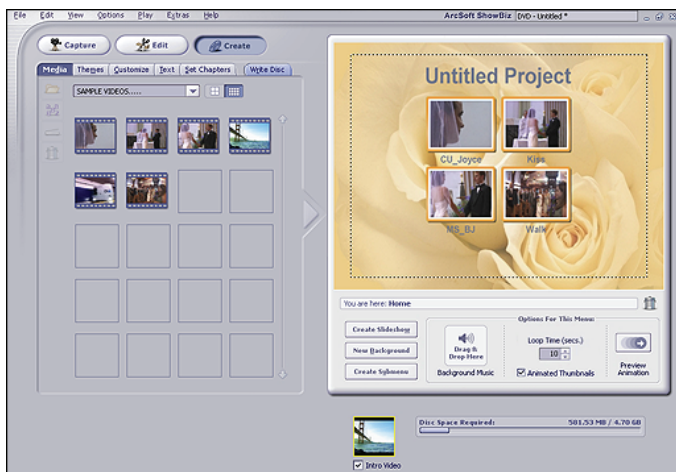 File Edit View Options Play Extras Help ArcSoft ShowBiz DVD - Untitled *
Capture Edit Create
Media Themes Customize Text Set Chapters Write Disc
SAMPLE VIDEOS.....
Untitled Project
CU_Joyce Kiss
MS_BJ Walk
You are here: Home
Options For This Menu:
Create Slideshow
New Background
Create Submenu
Drag &
Drop Here
Background Music
Loop Time (secs.)
10
Animated Thumbnails
Preview
Animation
Disc Space Required: 501.53 MB / 4.70 GB
Intro Video